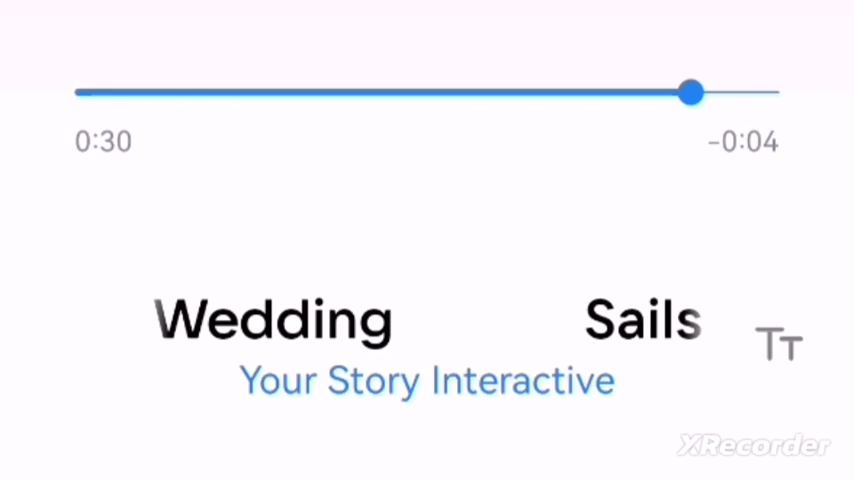 0:30 -0:04
Wedding Sails
Tт
Your Story Interactive
XRecorder